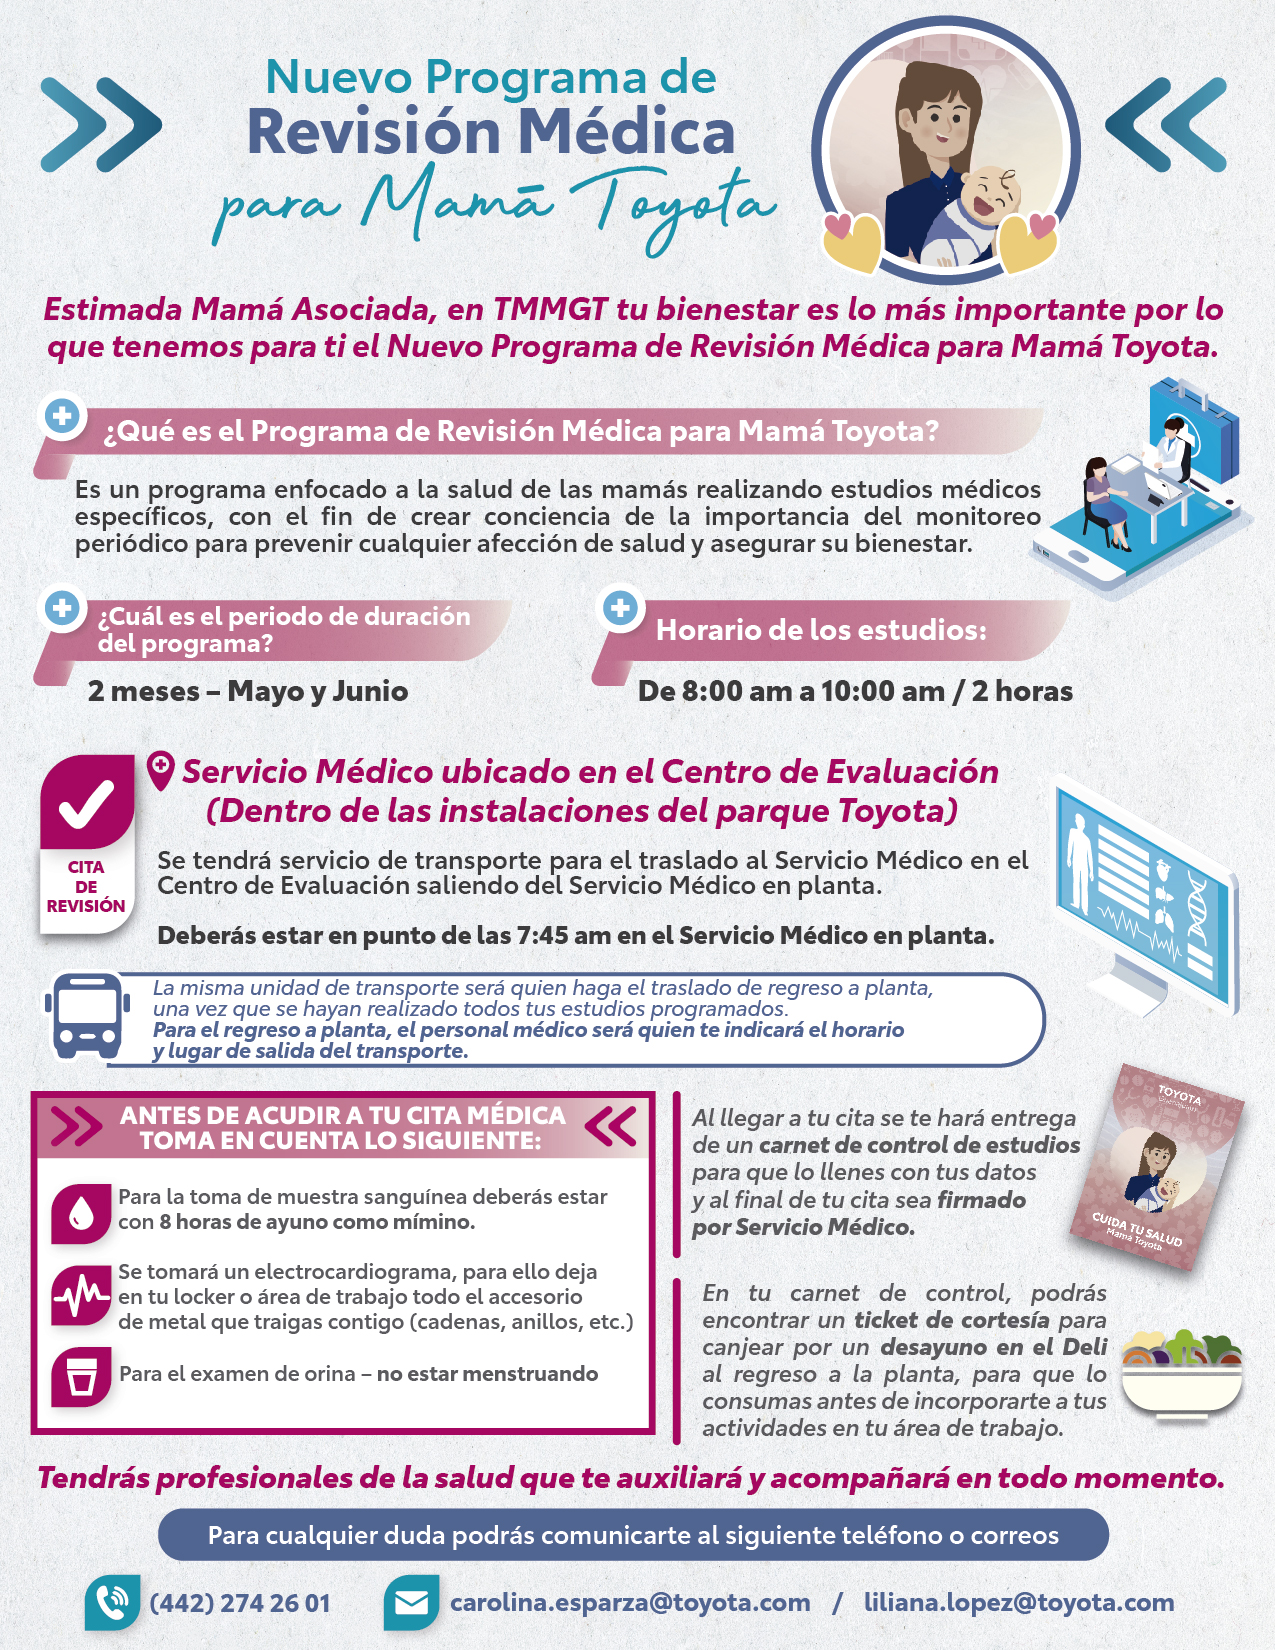 Nuevo Programa de
Revisión Médica
para Mamā Toyota
Estimada Mamá Asociada, en TMMGT tu bienestar es lo más importante por lo
que tenemos para ti el Nuevo Programa de Revisión Médica para Mamá Toyota.
¿Qué es el Programa de Revisión Médica para Mamá Toyota?
Es un programa enfocado a la salud de las mamás realizando estudios médicos
específicos, con el fin de crear conciencia de la importancia del monitoreo
periódico para prevenir cualquier afección de salud y asegurar su bienestar.
¿Cuál es el periodo de duración
del programa?
2 meses – Mayo y Junio
Horario de los estudios:
De 8:00 am a 10:00 am / 2 horas
CITA
DE
REVISIÓN
Servicio Médico ubicado en el Centro de Evaluación
(Dentro de las instalaciones del parque Toyota)
Se tendrá servicio de transporte para el traslado al Servicio Médico en el
Centro de Evaluación saliendo del Servicio Médico en planta.
Deberás estar en punto de las 7:45 am en el Servicio Médico en planta.
La misma unidad de transporte será quien haga el traslado de regreso a planta,
una vez que se hayan realizado todos tus estudios programados.
Para el regreso a planta, el personal médico será quien te indicará el horario
y lugar de salida del transporte.
ANTES DE ACUDIR A TU CITA MÉDICA
TOMA EN CUENTA LO SIGUIENTE:
Para la toma de muestra sanguínea deberás estar
con 8 horas de ayuno como mímino.
Se tomará un electrocardiograma, para ello deja
en tu locker o área de trabajo todo el accesorio
de metal que traigas contigo (cadenas, anillos, etc.)
Para el examen de orina – no estar menstruando
Al llegar a tu cita se te hará entrega
de un carnet de control de estudios
para que lo llenes con tus datos
y al final de tu cita sea firmado
por Servicio Médico.
TOYOTA
CUIDA TU SALUD
Mamá Toyota
En tu carnet de control, podrás
encontrar un ticket de cortesía para
canjear por un desayuno en el Deli
al regreso a la planta, para que lo
consumas antes de incorporarte a tus
actividades en tu área de trabajo.
Tendrás profesionales de la salud que te auxiliará y acompañará en todo momento.
Para cualquier duda podrás comunicarte al siguiente teléfono o correos
(442) 274 26 01
carolina.esparza@toyota.com / liliana.lopez@toyota.com